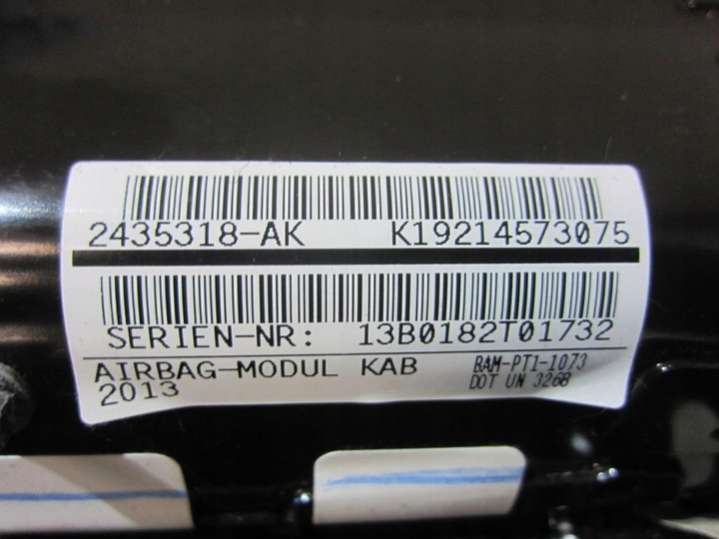 2435318-AK K19214573075
SERIEN-NR: 13B0182T01732
AIRBAG-MODUL KAB BAM-PT1-1073
2013 DOT UN 3268